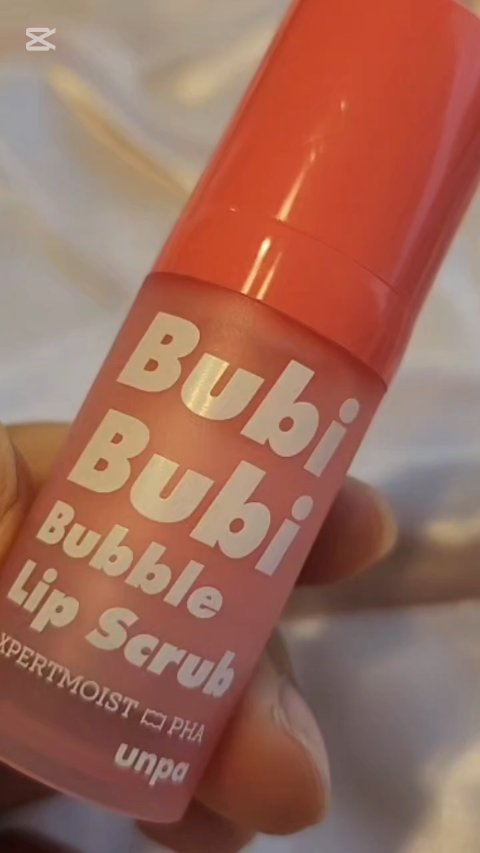 Bubi
Bubi
Bubble
Lip Scrub
XPERTMOIST PHA
unpa